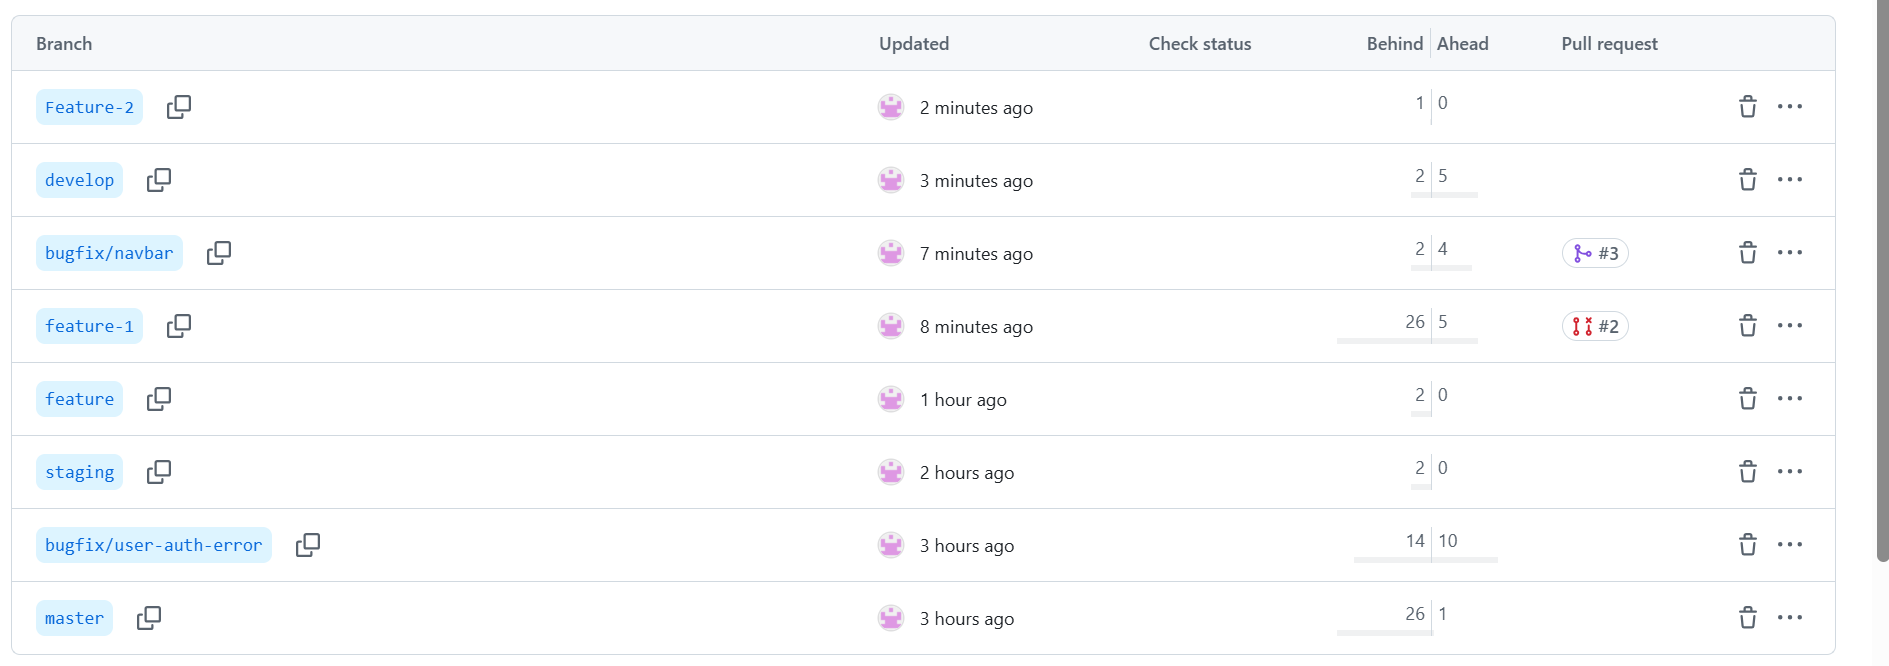 Branch Updated Check status Behind Ahead Pull request
Feature-2 2 minutes ago 1 0
develop 3 minutes ago 2 5
bugfix/navbar 7 minutes ago 2 4 #3
feature-1 8 minutes ago 26 5 #2
feature 1 hour ago 2 0
staging 2 hours ago 2 0
bugfix/user-auth-error 3 hours ago 14 10
master 3 hours ago 26 1